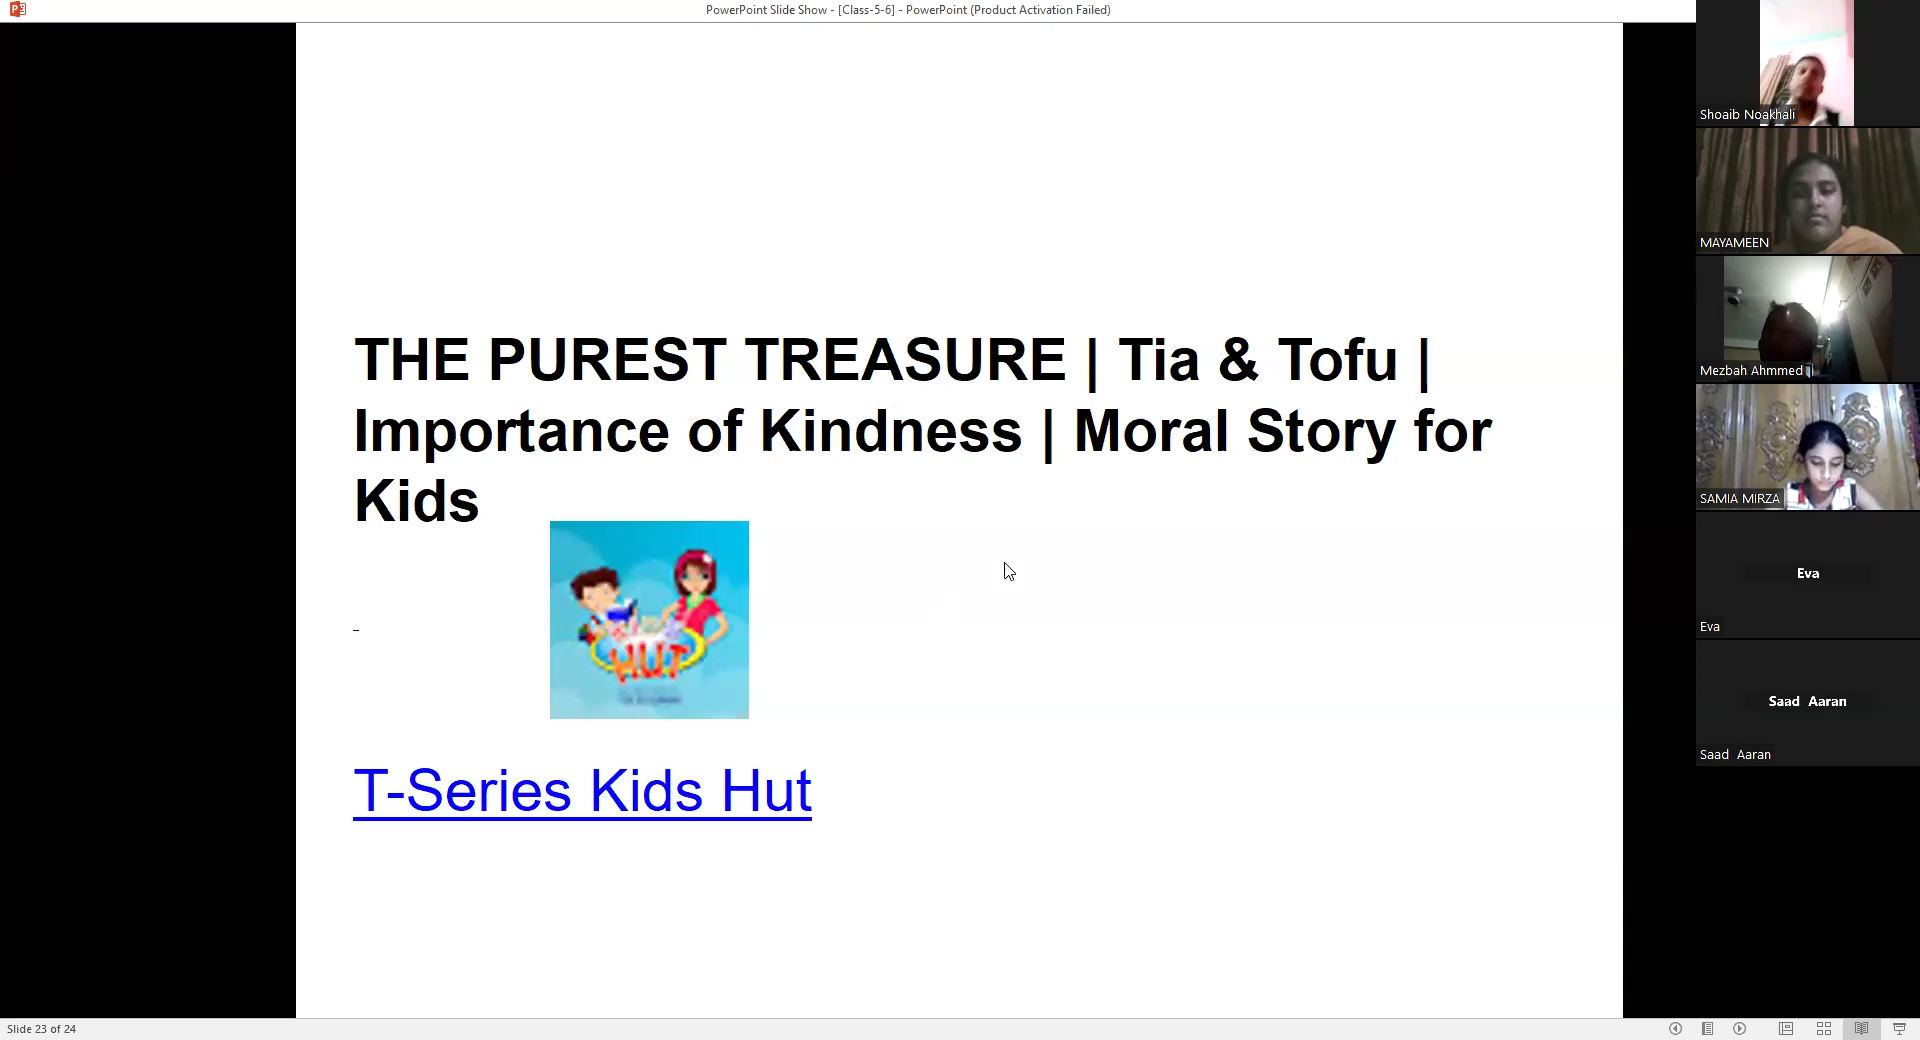 PowerPoint Slide Show - [Class-5-6] - PowerPoint (Product Activation Failed)
THE PUREST TREASURE | Tia & Tofu |
Importance of Kindness | Moral Story for
Kids
HUT
T-Series Kids Hut
Shoaib Noakhali
MAYAMEEN
Mezbah Ahmmed
SAMIA MIRZA
Eva
Eva
Saad Aaran
Saad Aaran
Slide 23 of 24